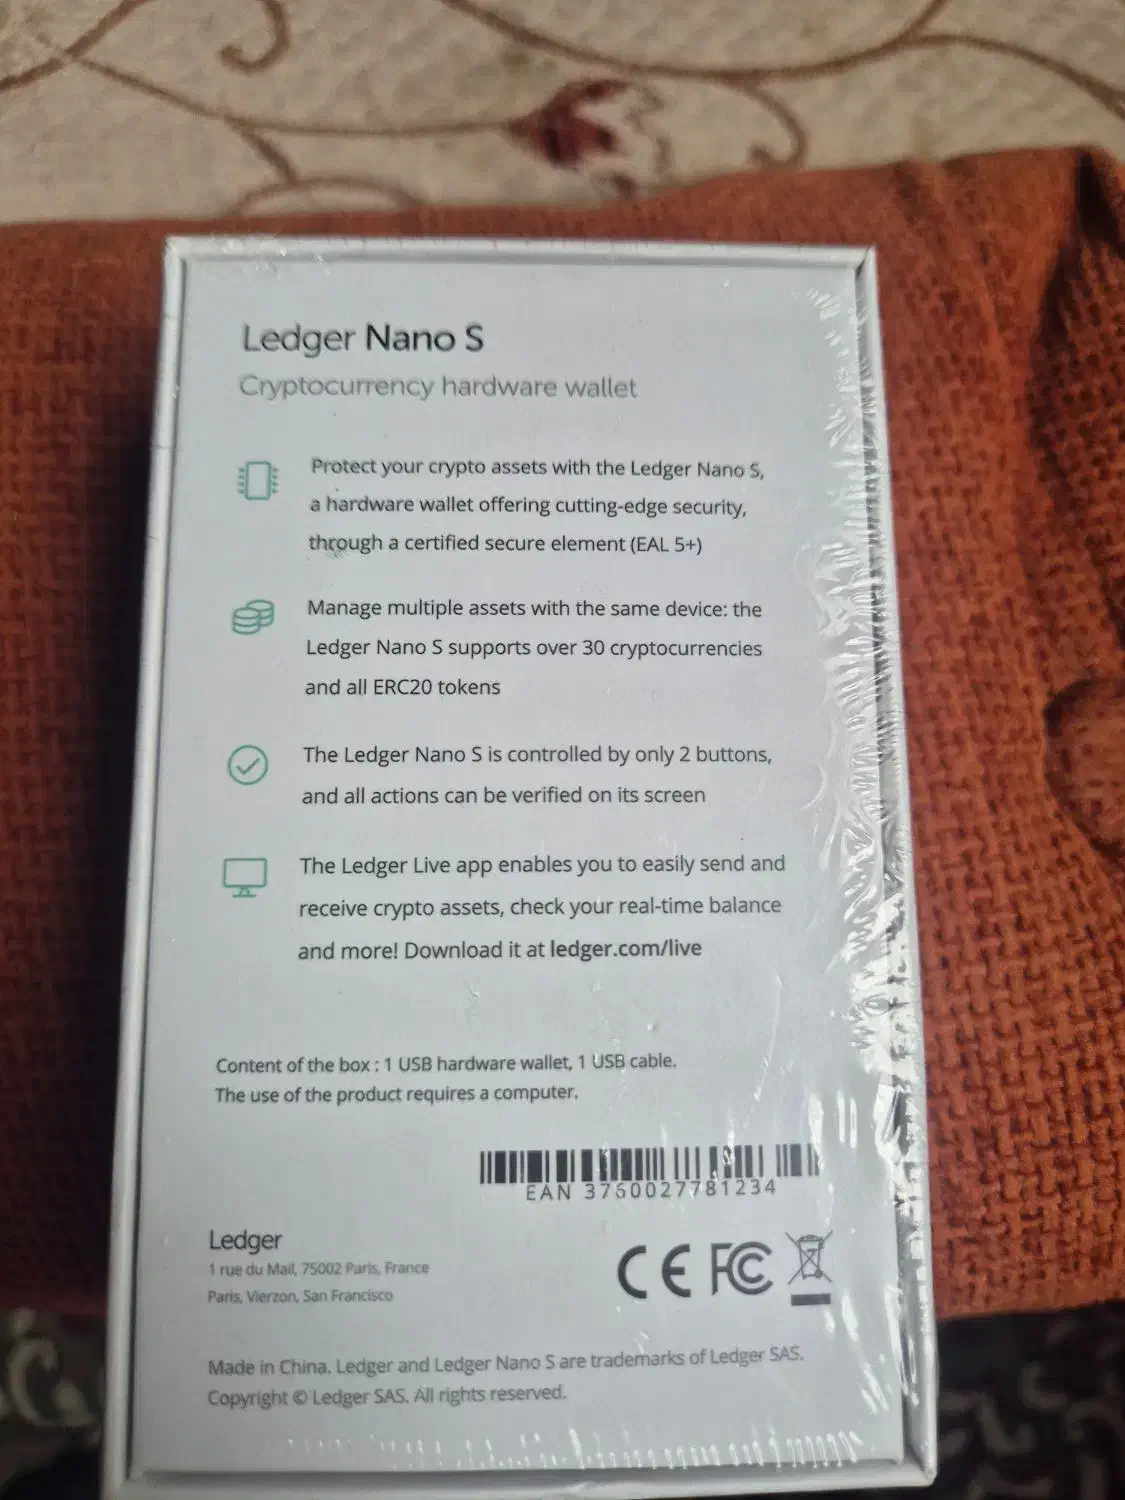 Ledger Nano S
Cryptocurrency hardware wallet
Protect your crypto assets with the Ledger Nano S,
a hardware wallet offering cutting-edge security,
through a certified secure element (EAL 5+)
Manage multiple assets with the same device: the
Ledger Nano S supports over 30 cryptocurrencies
and all ERC20 tokens
The Ledger Nano S is controlled by only 2 buttons,
and all actions can be verified on its screen
The Ledger Live app enables you to easily send and
receive crypto assets, check your real-time balance
and more! Download it at ledger.com/live
Content of the box : 1 USB hardware wallet, 1 USB cable.
The use of the product requires a computer.
EAN 3760027781234
Ledger
1 rue du Mail, 75002 Paris, France
Paris, Vierzon, San Francisco
CE FC
Made in China. Ledger and Ledger Nano S are trademarks of Ledger SAS.
Copyright © Ledger SAS. All rights reserved.